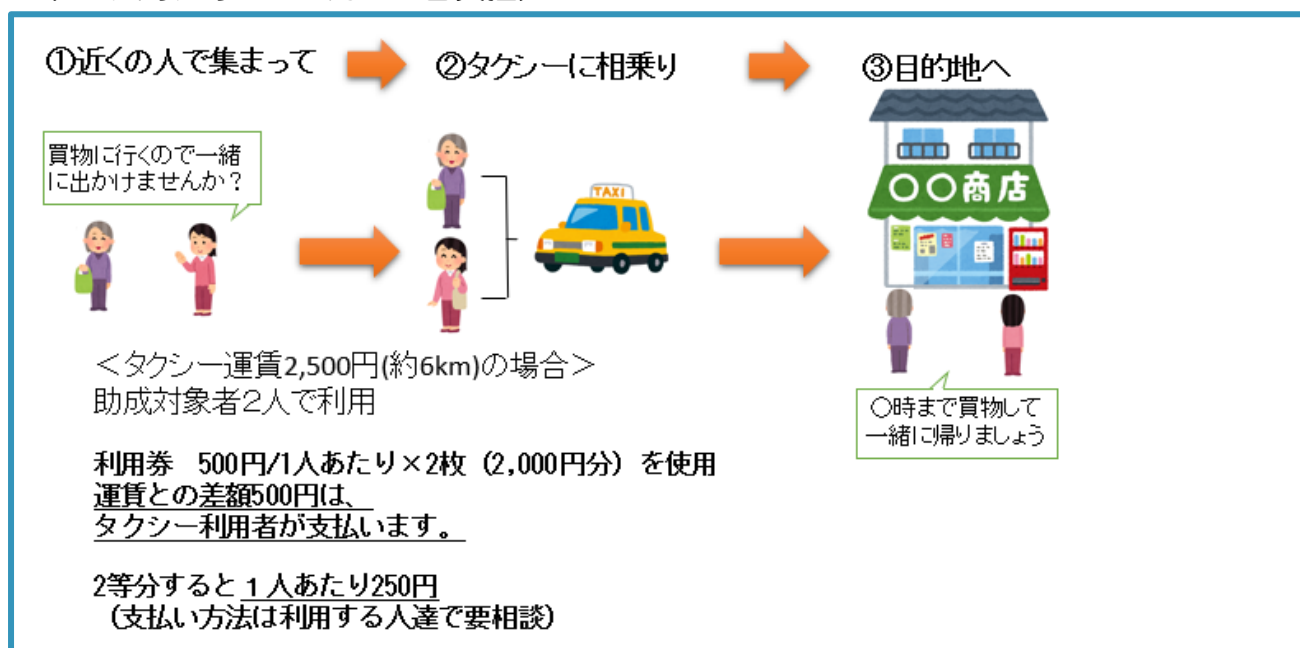 ①近くの人で集まって
②タクシーに相乗り
③目的地へ
買物に行くので一緒
に出かけませんか？
TAXI
〇〇商店
〇時まで買物して
一緒に帰りましょう
＜タクシー運賃2,500円(約6km)の場合＞
助成対象者２人で利用
利用券　500円/1人あたり×2枚（2,000円分）を使用
運賃との差額500円は、
タクシー利用者が支払います。
2等分すると１人あたり250円
（支払い方法は利用する人達で要相談）